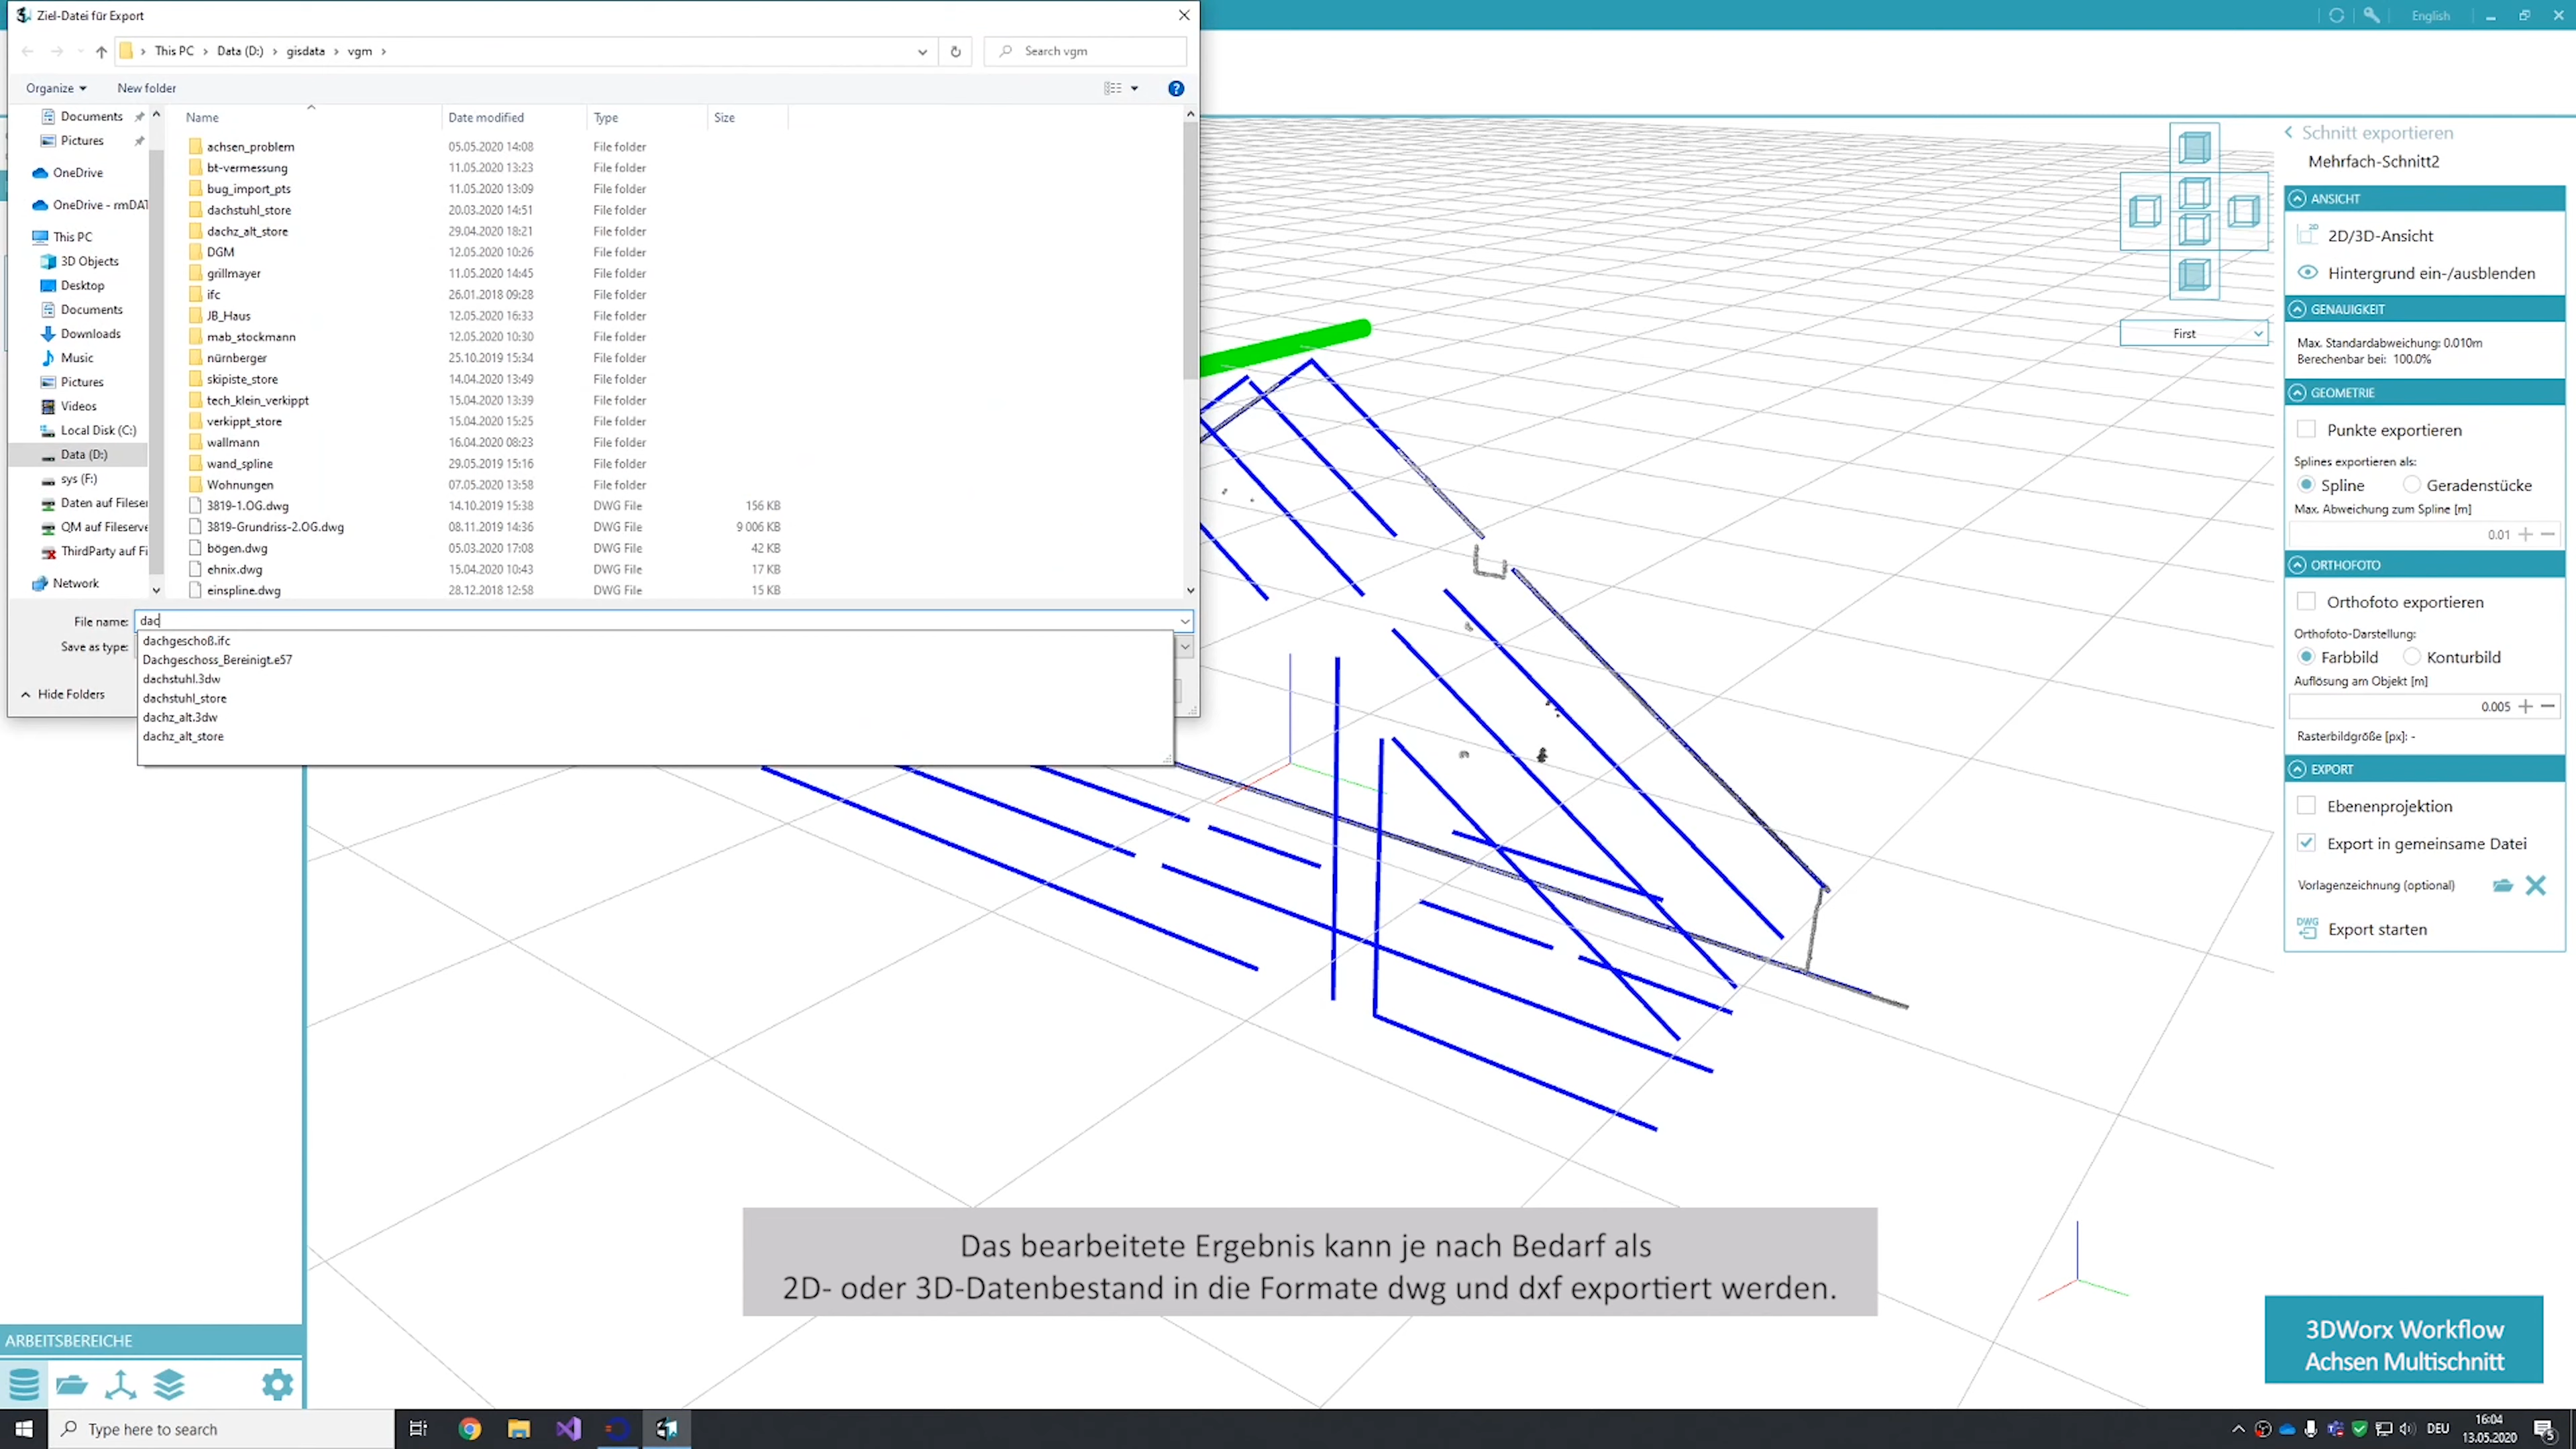 Ziel-Datei für Export
This PC
Data (D:)
gisdata
vgm
Search vgm
Organize
New folder
Documents
Pictures
OneDrive
OneDrive - rmDAT
This PC
3D Objects
Desktop
Documents
Downloads
Music
Pictures
Videos
Local Disk (C:)
Data (D:)
sys (F:)
Daten auf Fileser
QM auf Fileserve
ThirdParty auf Fi
Network
Name Date modified Type Size
achsen_problem 05.05.2020 14:08 File folder
bt-vermessung 11.05.2020 13:23 File folder
bug_import_pts 11.05.2020 13:09 File folder
dachstuhl_store 20.03.2020 14:51 File folder
dachz_alt_store 29.04.2020 18:21 File folder
DGM 12.05.2020 10:26 File folder
grillmayer 11.05.2020 14:45 File folder
ifc 26.01.2018 09:28 File folder
JB_Haus 12.05.2020 16:33 File folder
mab_stockmann 12.05.2020 10:30 File folder
nürnberger 25.10.2019 15:34 File folder
skipiste_store 14.04.2020 13:49 File folder
tech_klein_verkippt 15.04.2020 13:39 File folder
verkippt_store 15.04.2020 15:25 File folder
wallmann 16.04.2020 08:23 File folder
wand_spline 29.05.2019 15:16 File folder
Wohnungen 07.05.2020 13:58 File folder
3819-1.OG.dwg 14.10.2019 15:38 DWG File 156 KB
3819-Grundriss-2.OG.dwg 08.11.2019 14:36 DWG File 9 006 KB
bögen.dwg 05.03.2020 17:08 DWG File 42 KB
ehnix.dwg 15.04.2020 10:43 DWG File 17 KB
einspline.dwg 28.12.2018 12:58 DWG File 15 KB
File name: dac
Save as type:
dachgeschoß.ifc
Dachgeschoss_Bereinigt.e57
dachstuhl.3dw
dachstuhl_store
dachz_alt.3dw
dachz_alt_store
Hide Folders
English
First
Schnitt exportieren
Mehrfach-Schnitt2
ANSICHT
2D
2D/3D-Ansicht
Hintergrund ein-/ausblenden
GENAUIGKEIT
Max. Standardabweichung: 0.010m
Berechenbar bei: 100.0%
GEOMETRIE
Punkte exportieren
Splines exportieren als:
Spline Geradenstücke
Max. Abweichung zum Spline [m]
0.01
ORTHOFOTO
Orthofoto exportieren
Orthofoto-Darstellung:
Farbbild Konturbild
Auflösung am Objekt [m]
0.005
Rasterbildgröße [px]: -
EXPORT
Ebenenprojektion
Export in gemeinsame Datei
Vorlagenzeichnung (optional)
DWG
Export starten
Das bearbeitete Ergebnis kann je nach Bedarf als
2D- oder 3D-Datenbestand in die Formate dwg und dxf exportiert werden.
3DWorx Workflow
Achsen Multischnitt
ARBEITSBEREICHE
Type here to search
DEU
16:04
13.05.2020
5